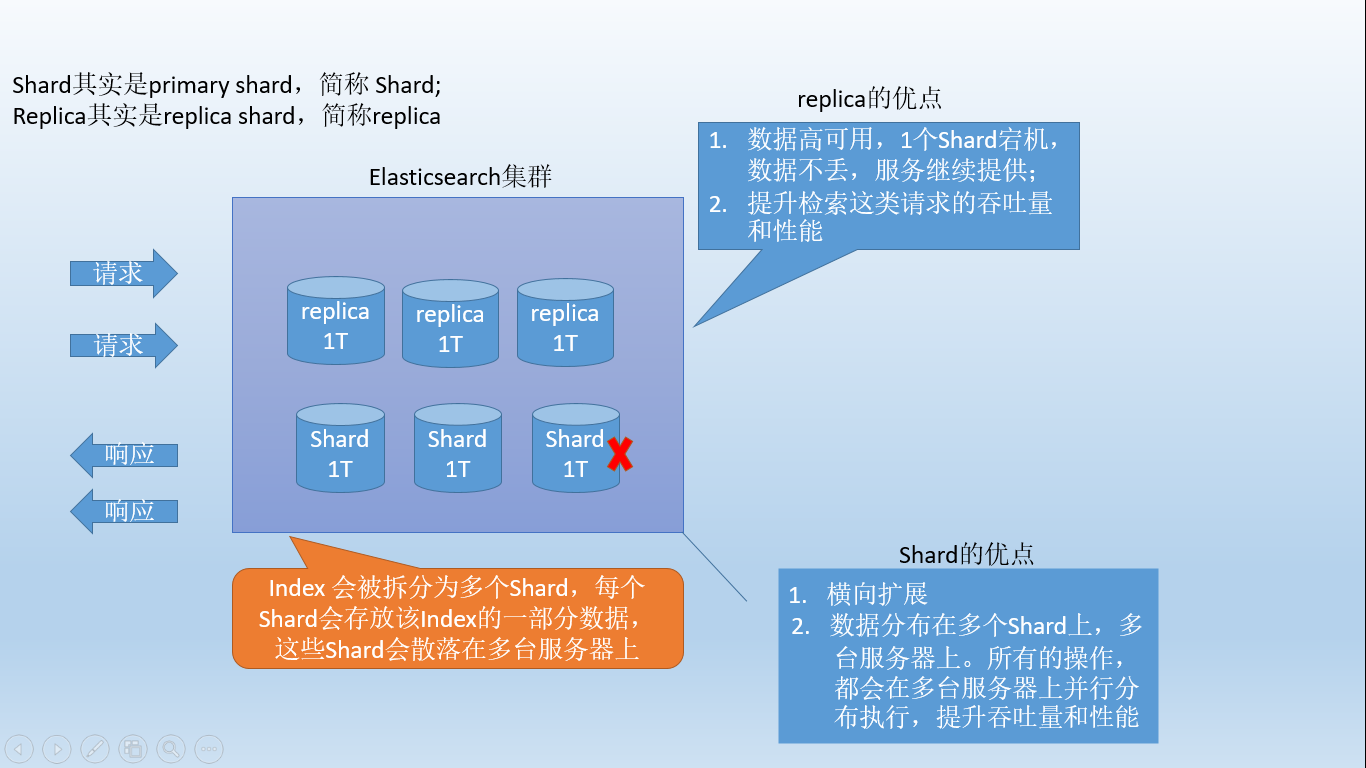 Shard其实是primary shard，简称 Shard;
Replica其实是replica shard，简称replica
replica的优点
1. 数据高可用，1个Shard宕机，
数据不丢，服务继续提供；
2. 提升检索这类请求的吞吐量
和性能
Elasticsearch集群
请求
请求
响应
响应
replica
1T
replica
1T
replica
1T
Shard
1T
Shard
1T
Shard
1T
Index 会被拆分为多个Shard，每个
Shard会存放该Index的一部分数据，
这些Shard会散落在多台服务器上
Shard的优点
1. 横向扩展
2. 数据分布在多个Shard上，多
台服务器上。所有的操作，
都会在多台服务器上并行分
布执行，提升吞吐量和性能